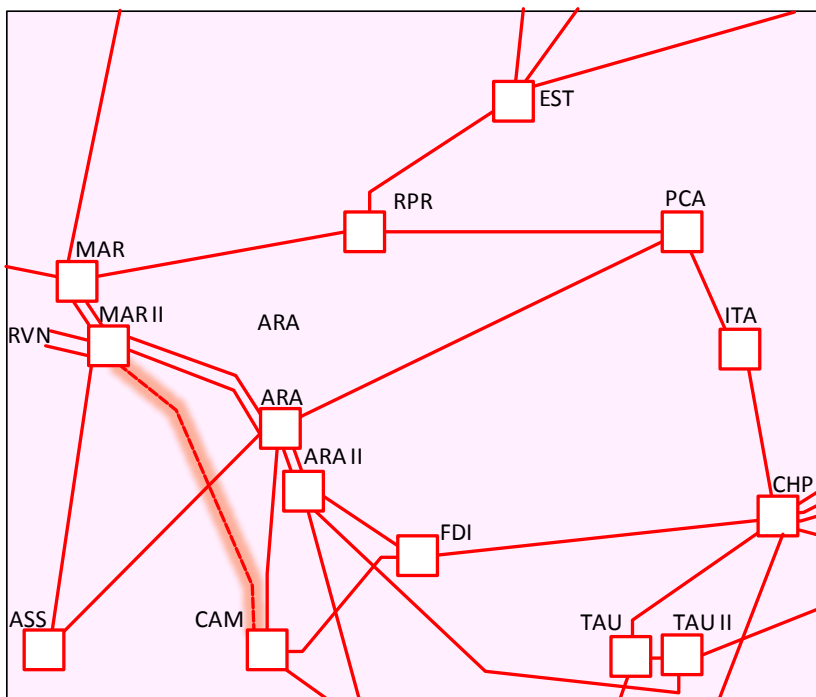 EST
RPR
PCA
MAR
MAR II
RVN
ARA
ITA
ARA
ARA II
CHP
FDI
ASS
CAM
TAU
TAU II